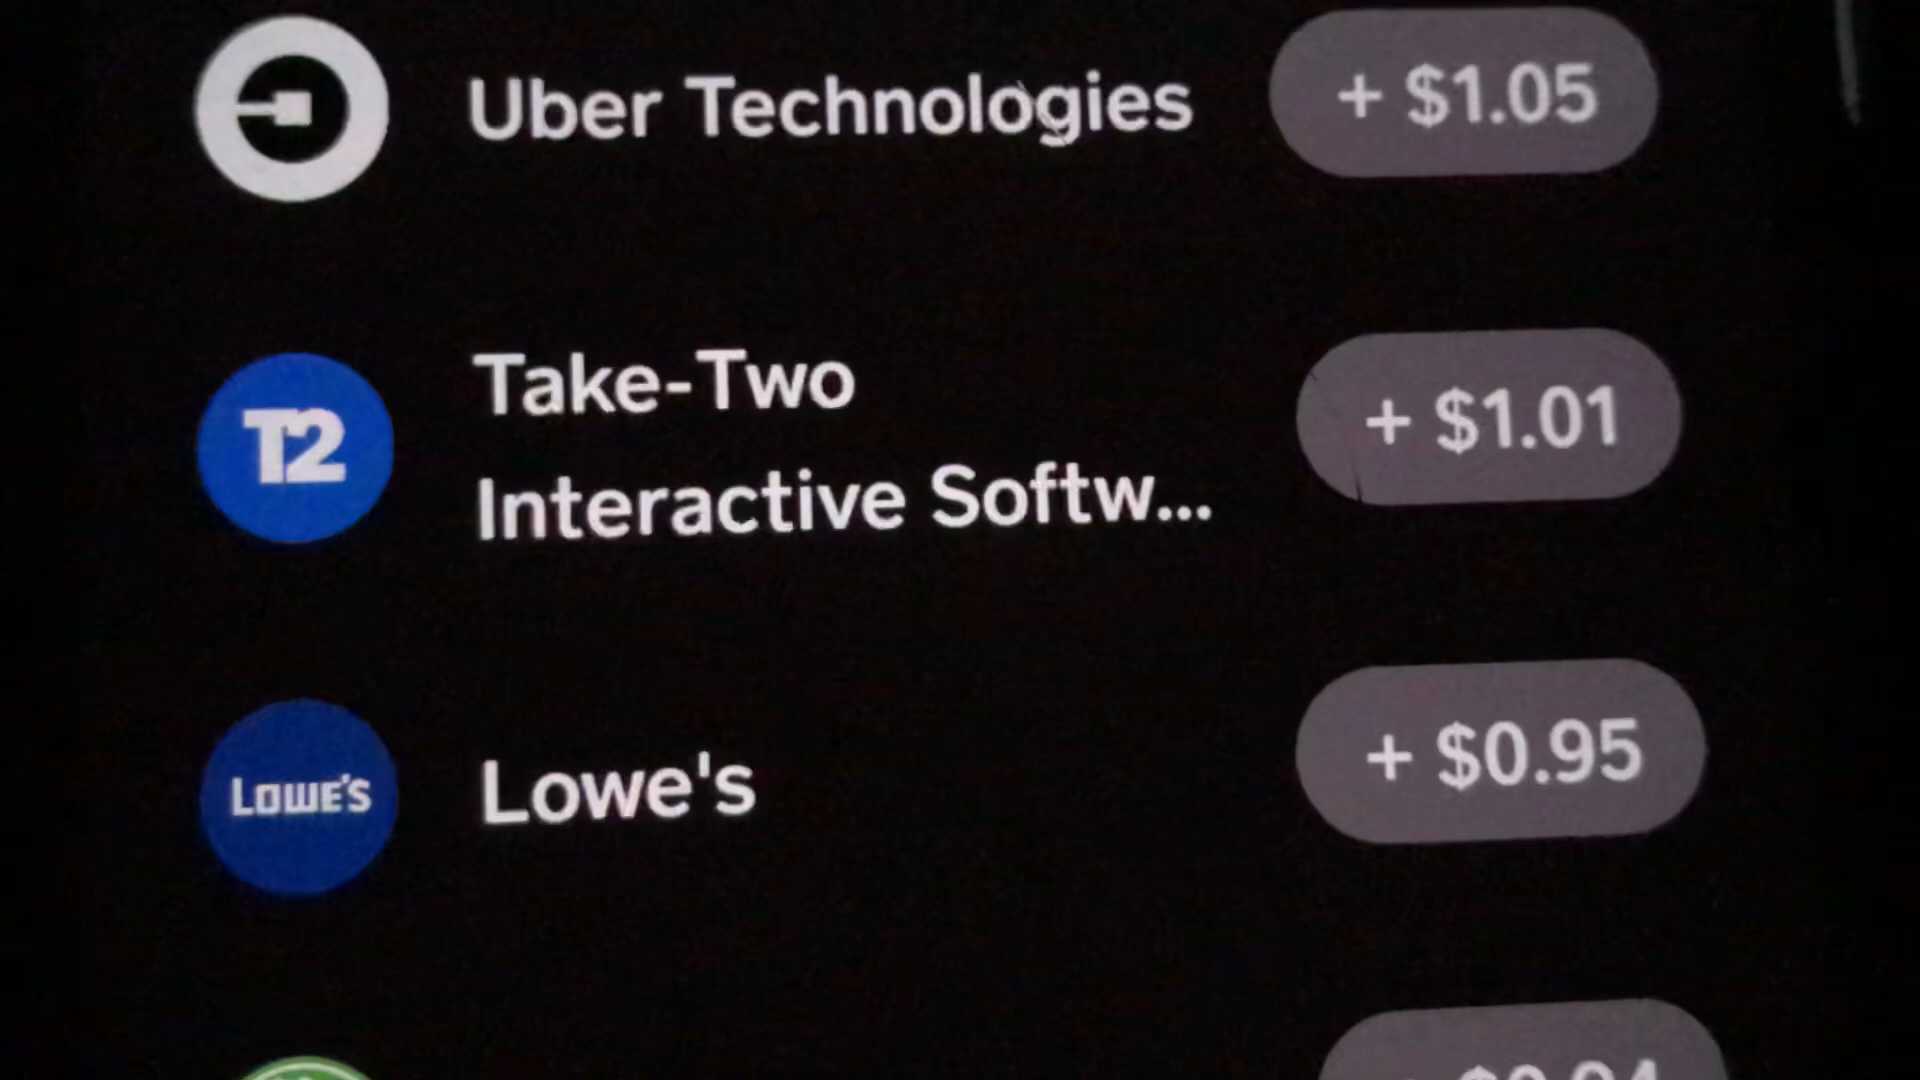 Uber Technologies + $1.05
Take-Two
Interactive Softw... + $1.01
T2
LOWE'S Lowe's + $0.95